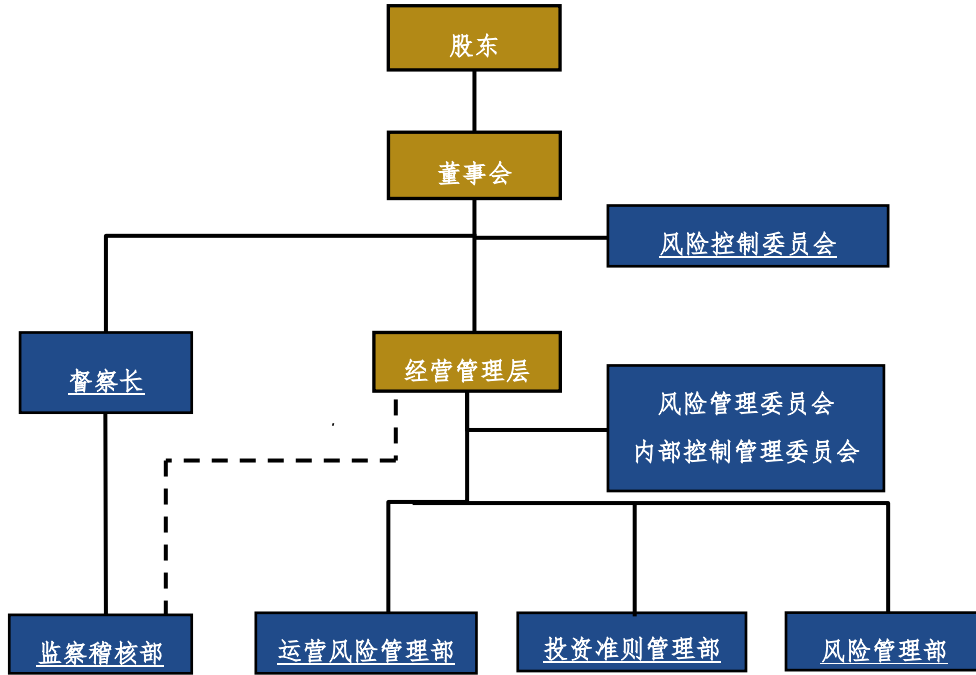 股东
董事会
风险控制委员会
督察长
经营管理层
风险管理委员会
内部控制管理委员会
监察稽核部
运营风险管理部
投资准则管理部
风险管理部